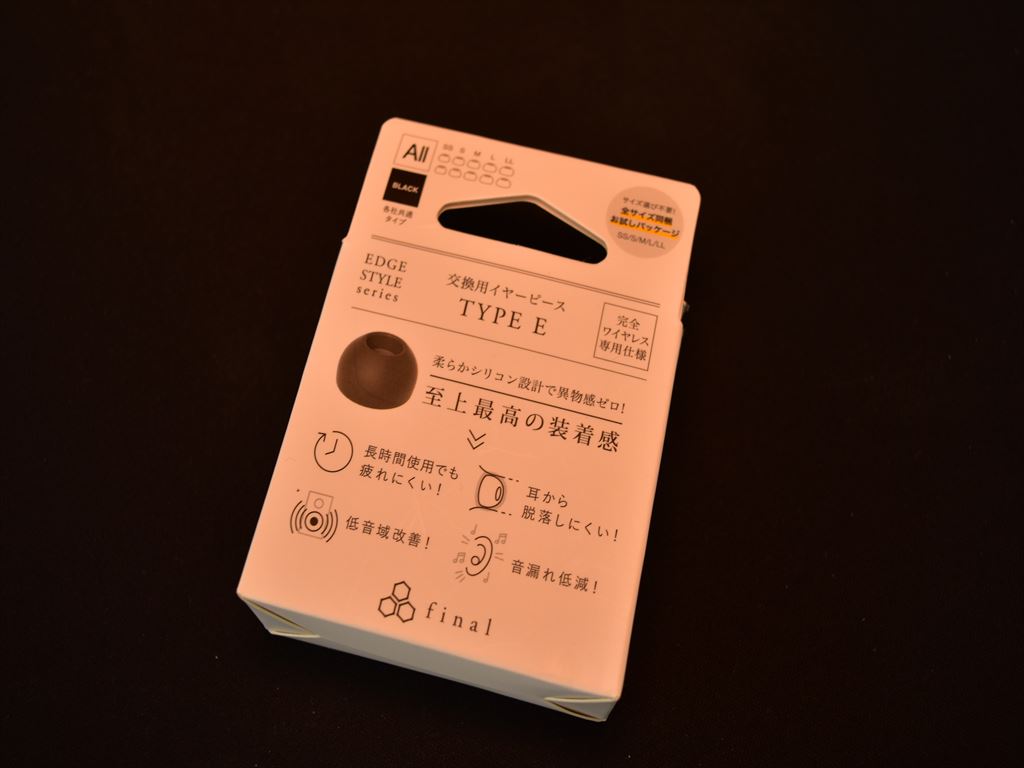 All
SS S M L LL
BLACK
各社共通
タイプ
サイズ選び不要!
全サイズ同梱
お試しパッケージ
SS/S/M/L/LL
EDGE
STYLE
series
交換用イヤーピース
TYPE E
完全
ワイヤレス
専用仕様
柔らかシリコン設計で異物感ゼロ!
至上最高の装着感
長時間使用でも
疲れにくい!
耳から
脱落しにくい!
低音域改善!
音漏れ低減!
final